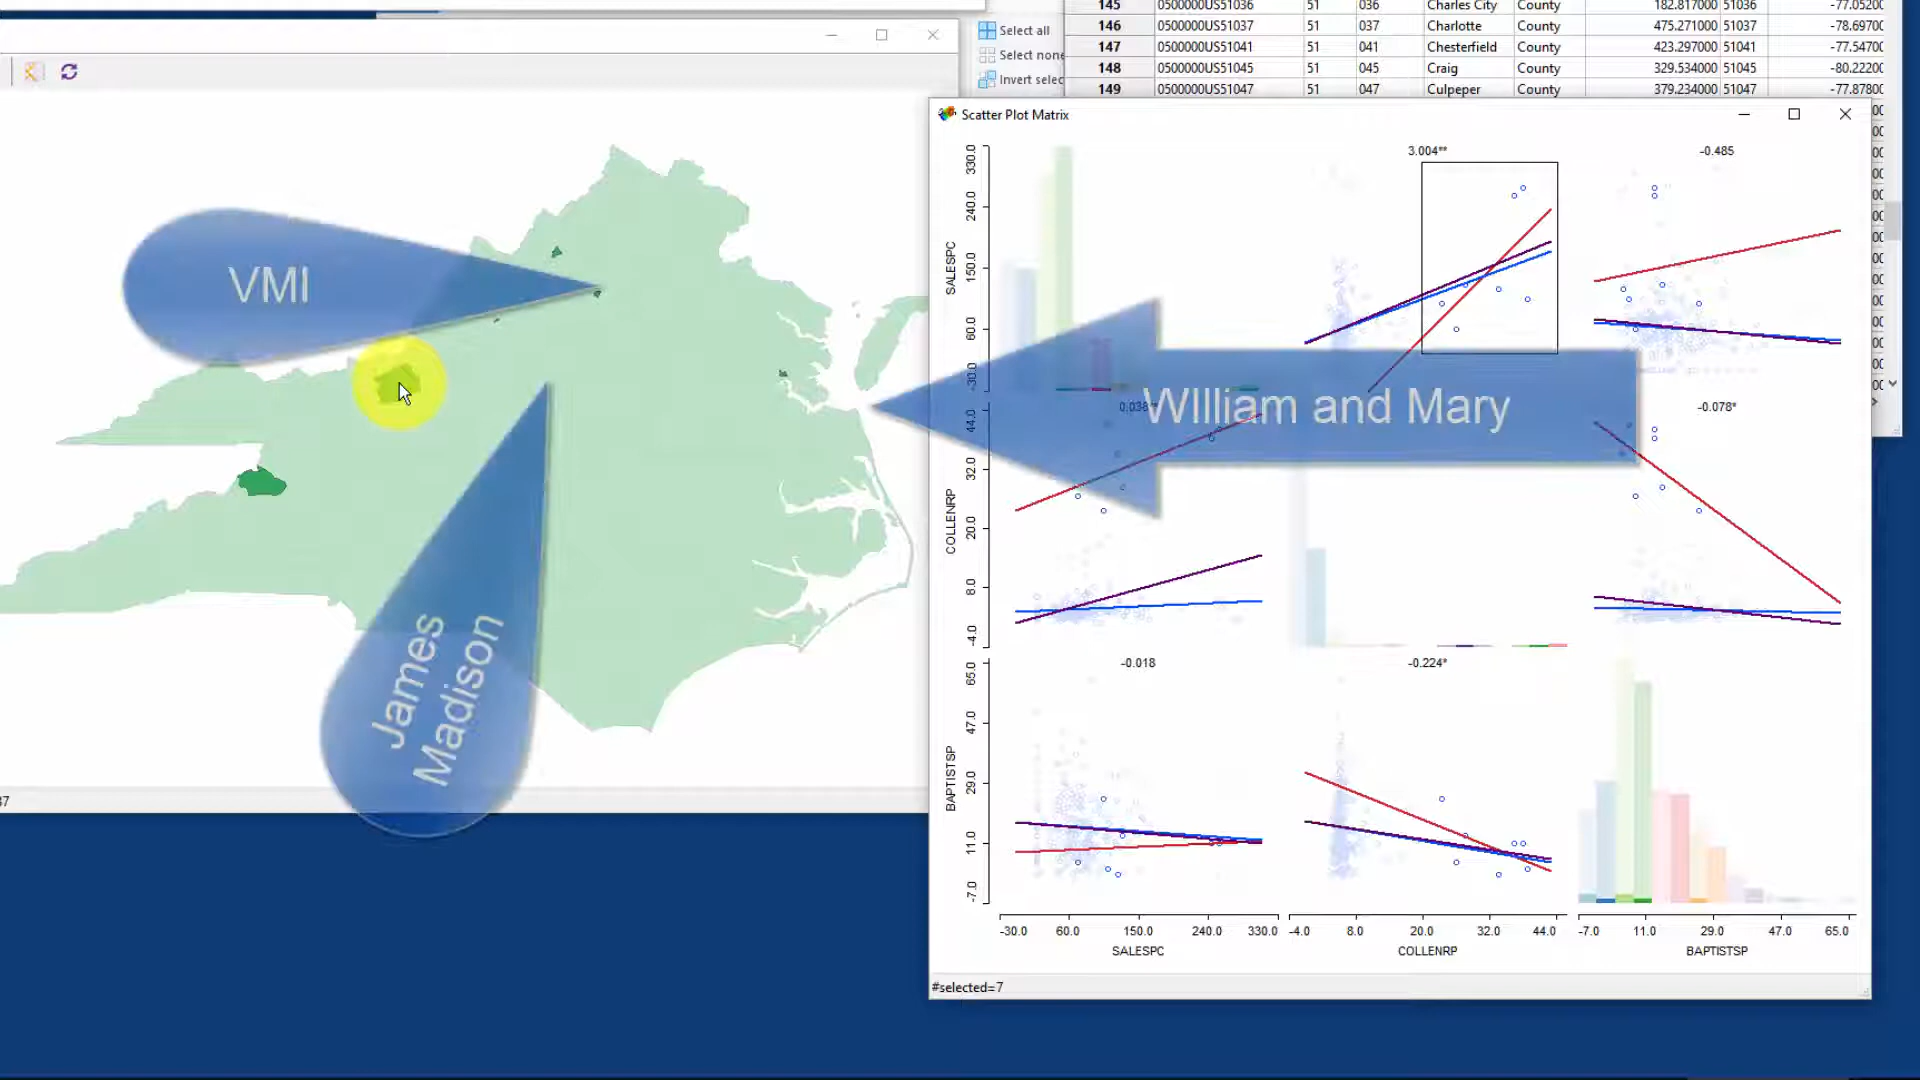 145 0500000US51036 51 036 Charles City County 182.817000 51036 -77.05200
146 0500000US51037 51 037 Charlotte County 475.271000 51037 -78.69700
147 0500000US51041 51 041 Chesterfield County 423.297000 51041 -77.54700
148 0500000US51045 51 045 Craig County 329.534000 51045 -80.22200
149 0500000US51047 51 047 Culpeper County 379.234000 51047 -77.87800
Select all
Select none
Invert selec
Scatter Plot Matrix
3.004**
-0.485
SALESPC
-30.0 60.0 150.0 240.0 330.0
VMI
WIlliam and Mary
0.038
-0.078*
COLLENRP
-4.0 8.0 20.0 32.0 44.0
James
Madison
-0.018
-0.224*
BAPTISTSP
-7.0 11.0 29.0 47.0 65.0
-30.0 60.0 150.0 240.0 330.0
-4.0 8.0 20.0 32.0 44.0
-7.0 11.0 29.0 47.0 65.0
SALESPC
COLLENRP
BAPTISTSP
#selected=7